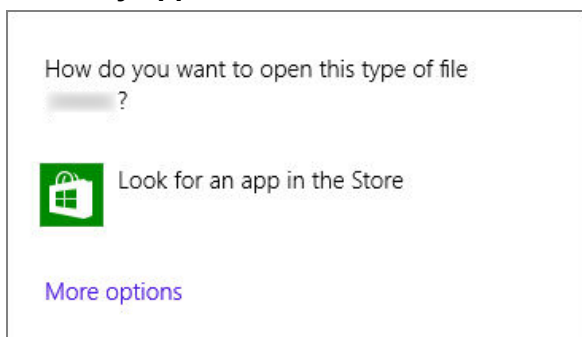 How do you want to open this type of file
?
Look for an app in the Store
More options